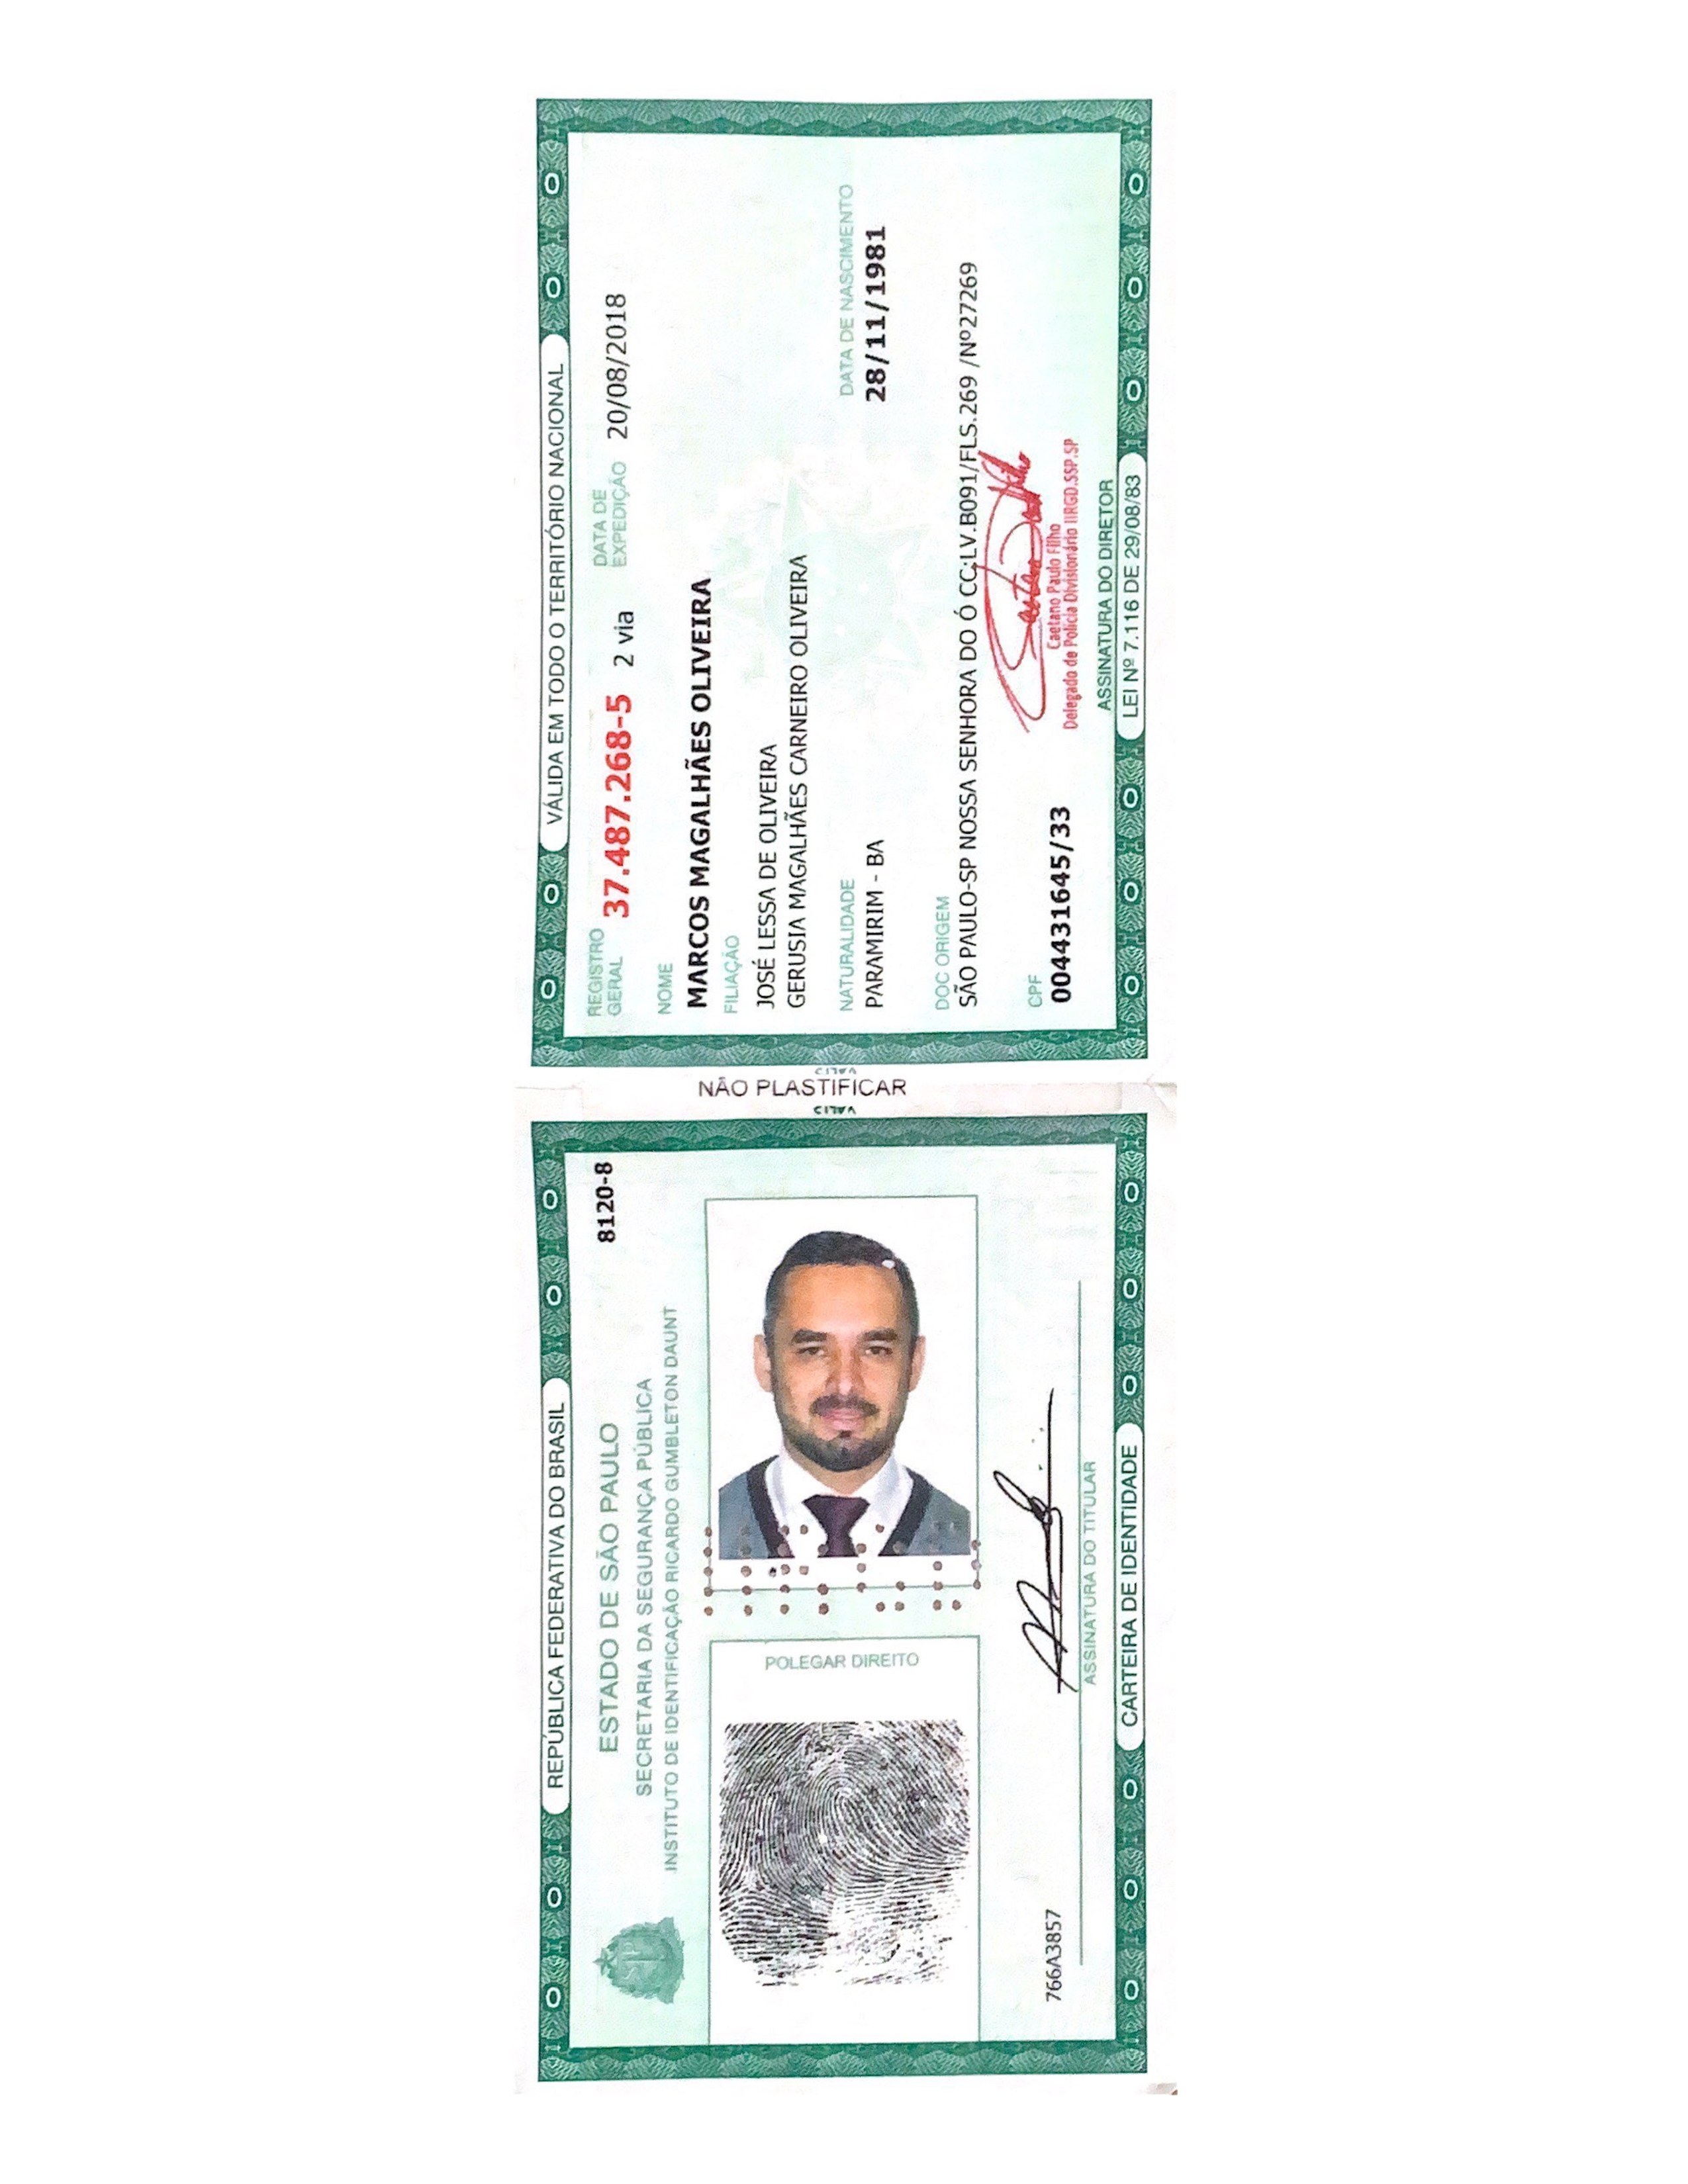 REPÚBLICA FEDERATIVA DO BRASIL
ESTADO DE SÃO PAULO
8120-8
SECRETARIA DA SEGURANÇA PÚBLICA
INSTITUTO DE IDENTIFICAÇÃO RICARDO GUMBLETON DAUNT
POLEGAR DIREITO
766A3857
ASSINATURA DO TITULAR
CARTEIRA DE IDENTIDADE
NÃO PLASTIFICAR
VÁLIDA EM TODO O TERRITÓRIO NACIONAL
REGISTRO GERAL 37.487.268-5 2 via DATA DE EXPEDIÇÃO 20/08/2018
NOME
MARCOS MAGALHÃES OLIVEIRA
FILIAÇÃO
JOSÉ LESSA DE OLIVEIRA
GERUSIA MAGALHÃES CARNEIRO OLIVEIRA
NATURALIDADE DATA DE NASCIMENTO
PARAMIRIM - BA 28/11/1981
DOC ORIGEM
SÃO PAULO-SP NOSSA SENHORA DO Ó CC:LV.B091/FLS.269 /Nº27269
CPF
004431645/33
Caetano Paulo Filho
Delegado de Polícia Divisionário IIRGD.SSP.SP
ASSINATURA DO DIRETOR
LEI Nº 7.116 DE 29/08/83